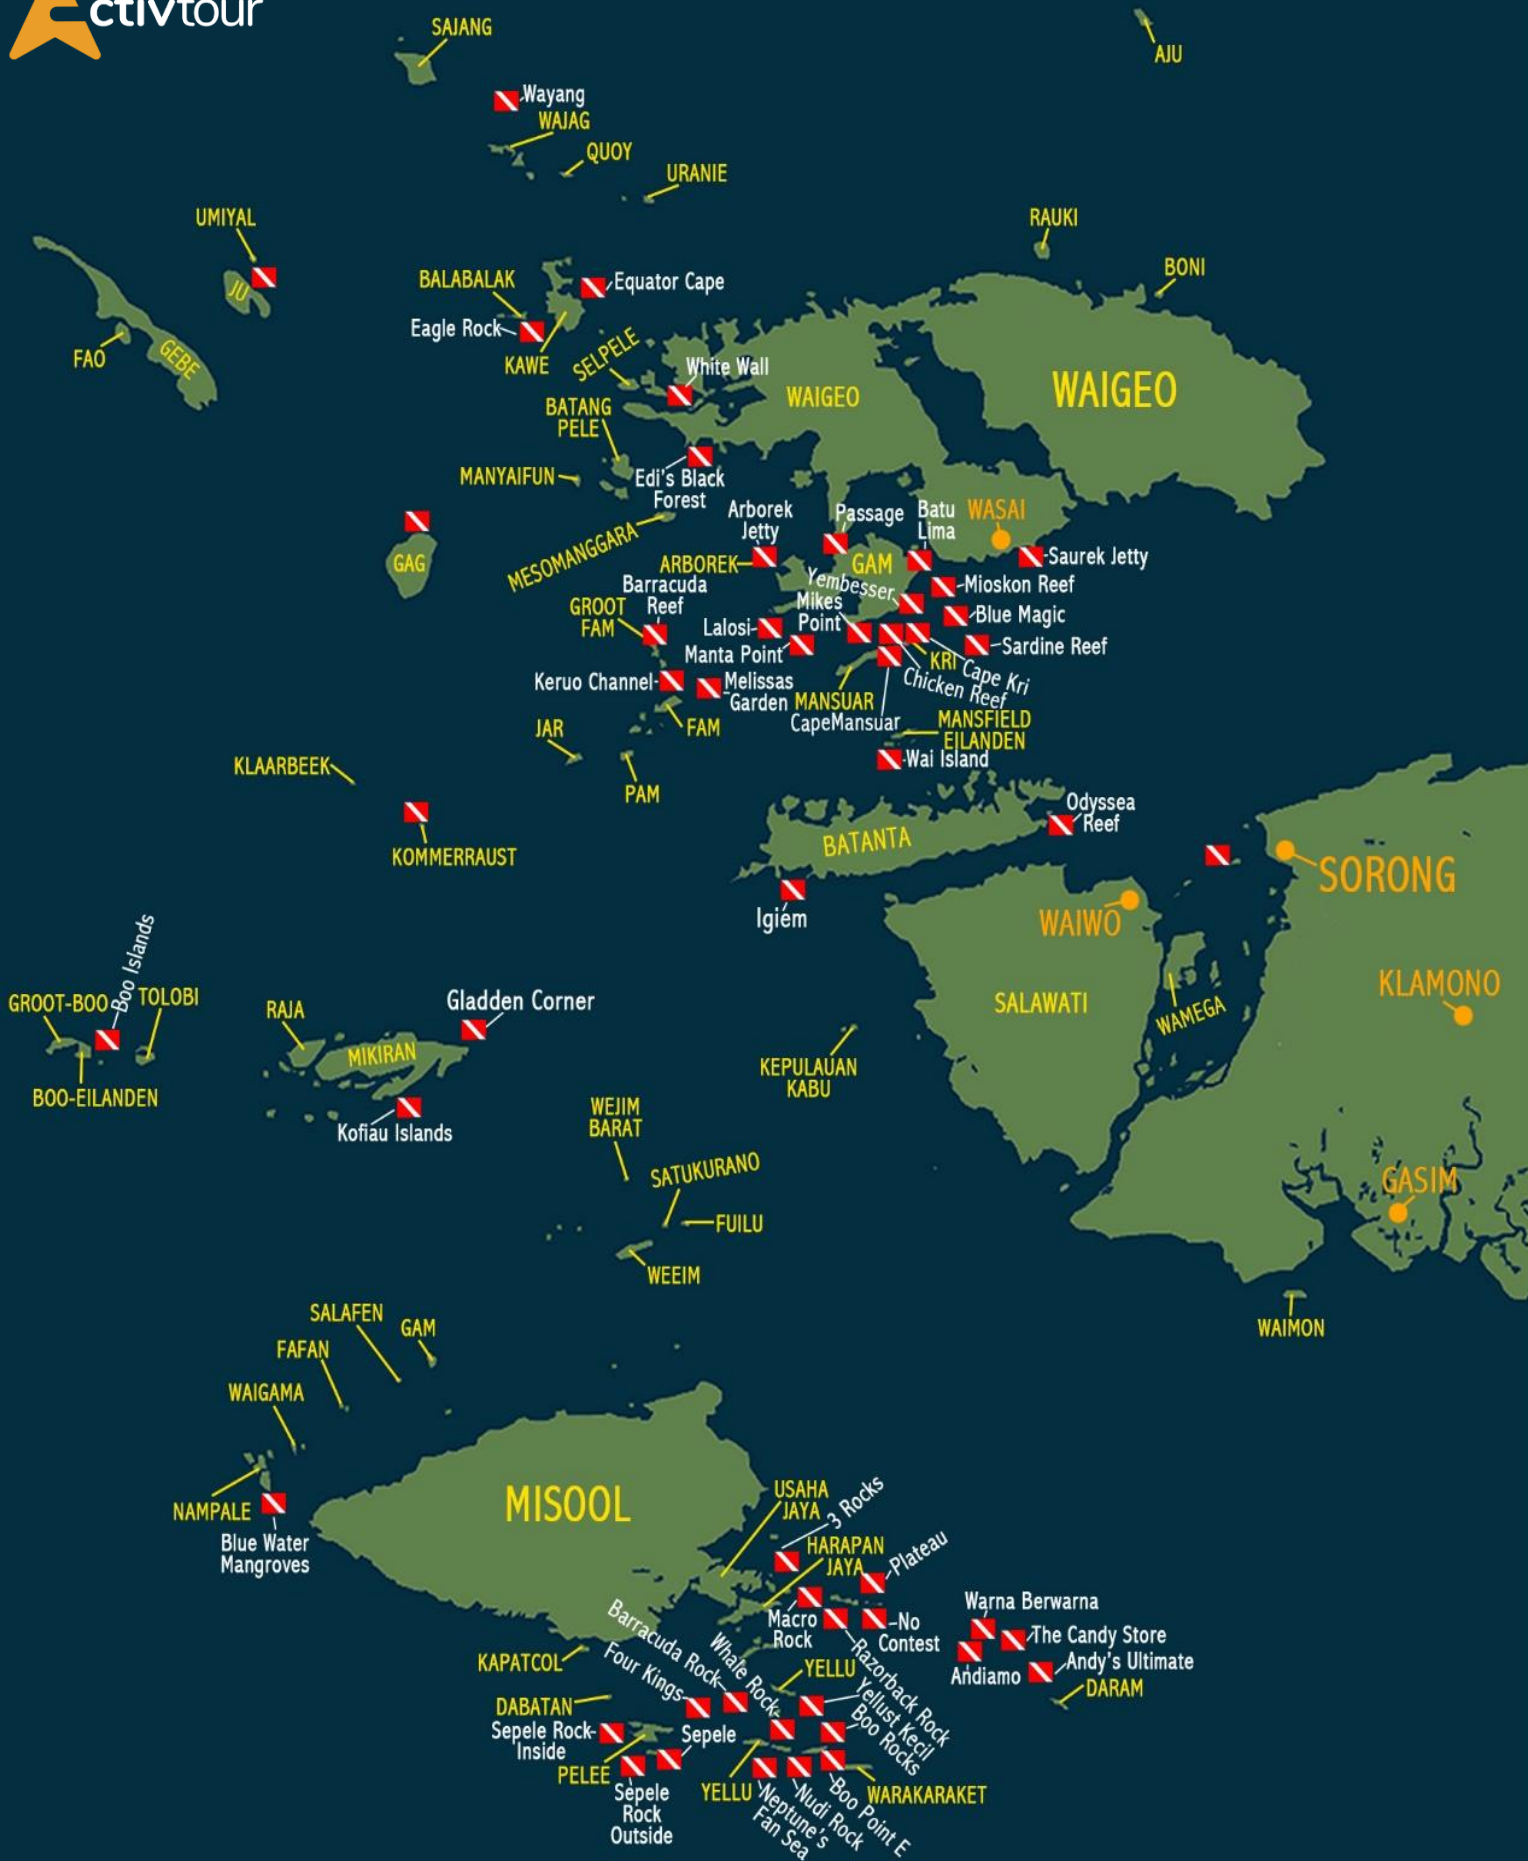 ctivtour
SAJANG
AJU
Wayang
WAJAG
QUOY
URANIE
UMIYAL
RAUKI
BONI
JU
BALABALAK
Equator Cape
Eagle Rock
FAO
GEBE
KAWE
SELPELE
White Wall
WAIGEO
WAIGEO
BATANG
PELE
MANYAIFUN
Edi's Black
Forest
Arborek
Jetty
Passage
Batu
Lima
WASAI
MESOMANGGARA
GAG
ARBOREK
GAM
Saurek Jetty
Barracuda
Reef
Yembesser
Mioskon Reef
GROOT
FAM
Mikes
Point
Blue Magic
Lalosi
Manta Point
Sardine Reef
KRI
Cape Kri
Chicken Reef
Keruo Channel
Melissas
Garden
MANSUAR
CapeMansuar
FAM
JAR
MANSFIELD
EILANDEN
Wai Island
KLAARBEEK
PAM
KOMMERRAUST
BATANTA
Odyssea
Reef
SORONG
Igiem
WAIWO
Boo Islands
GROOT-BOO
TOLOBI
RAJA
Gladden Corner
SALAWATI
WAMEGA
KLAMONO
MIKIRAN
BOO-EILANDEN
KEPULAUAN
KABU
Kofiau Islands
WEJIM
BARAT
SATUKURANO
FUILU
GASIM
WEEIM
WAIMON
SALAFEN
GAM
FAFAN
WAIGAMA
NAMPALE
MISOOL
Blue Water
Mangroves
USAHA
JAYA
3 Rocks
HARAPAN
JAYA
Plateau
Macro
Rock
No
Contest
Warna Berwarna
The Candy Store
Andiamo
Andy's Ultimate
DARAM
Barracuda Rock
Four Kings
Whale Rock
KAPATCOL
YELLU
Razorback Rock
Yellust Kecil
Boo Rocks
DABATAN
Sepele Rock
Inside
Sepele
PELEE
Sepele
Rock
Outside
YELLU
WARAKARAKET
Neptune's
Fan Sea
Nudi Rock
Boo Point E